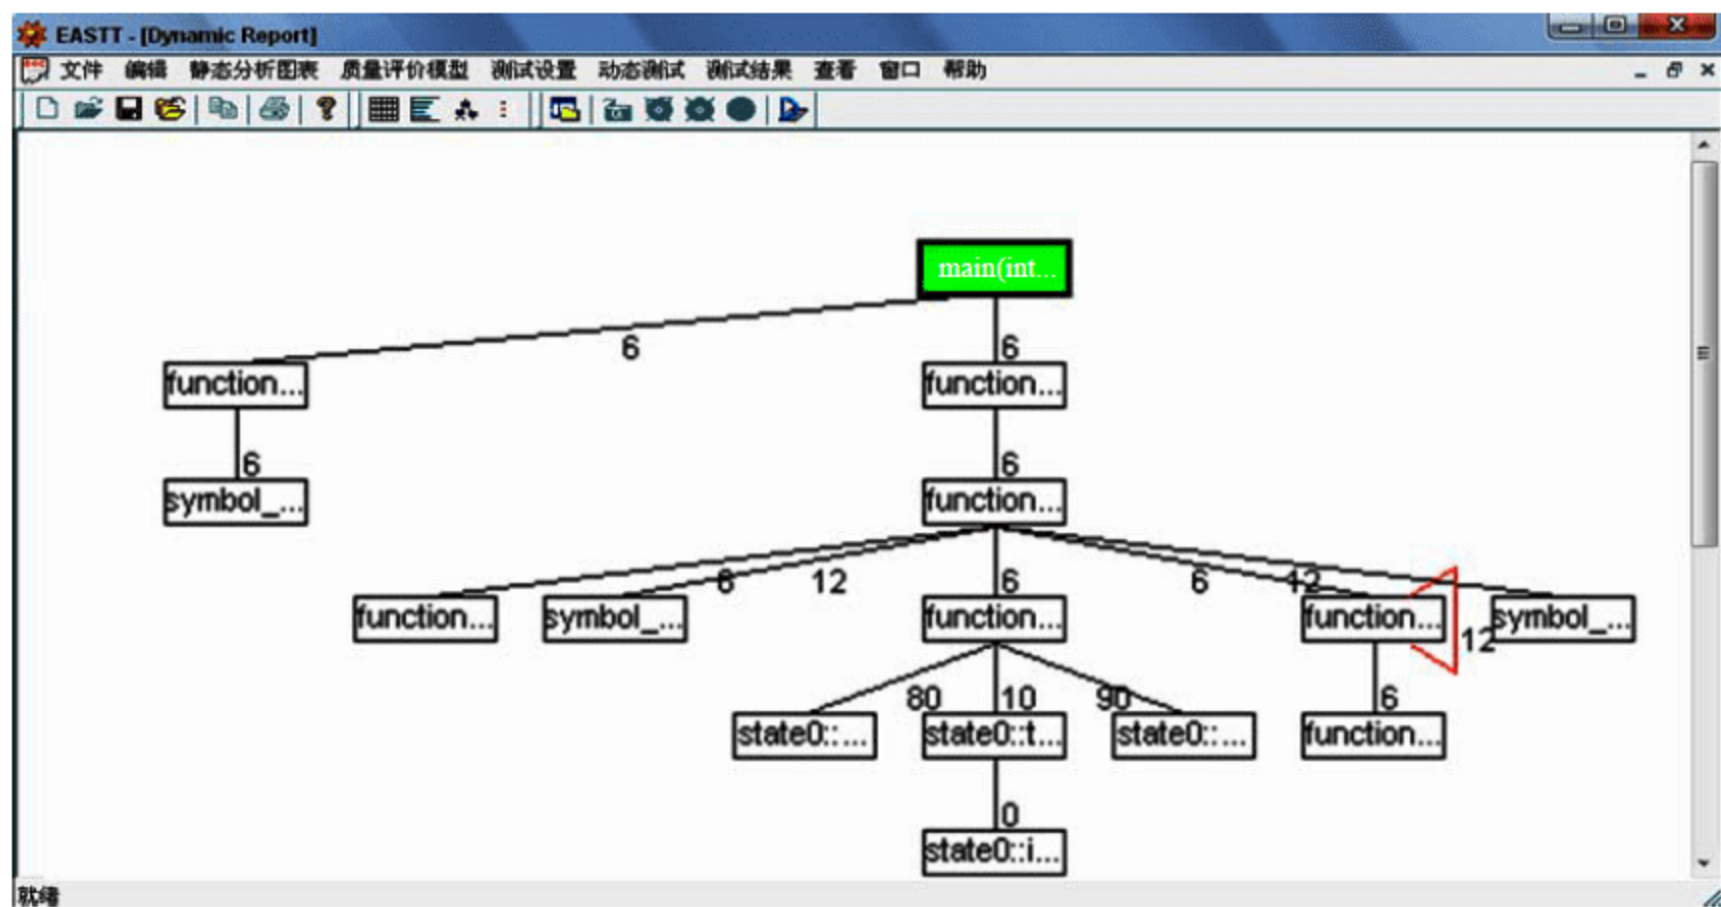 EASTT - [Dynamic Report]
文件 编辑 静态分析图表 质量评价模型 测试设置 动态测试 测试结果 查看 窗口 帮助
main(int...
6 6
function... function...
6 6
symbol_... function...
6 12 6 6 12
function... symbol_... function... function... symbol_...
12
80 10 90 6
state0::... state0::t... state0::... function...
0
state0::i...
就绪